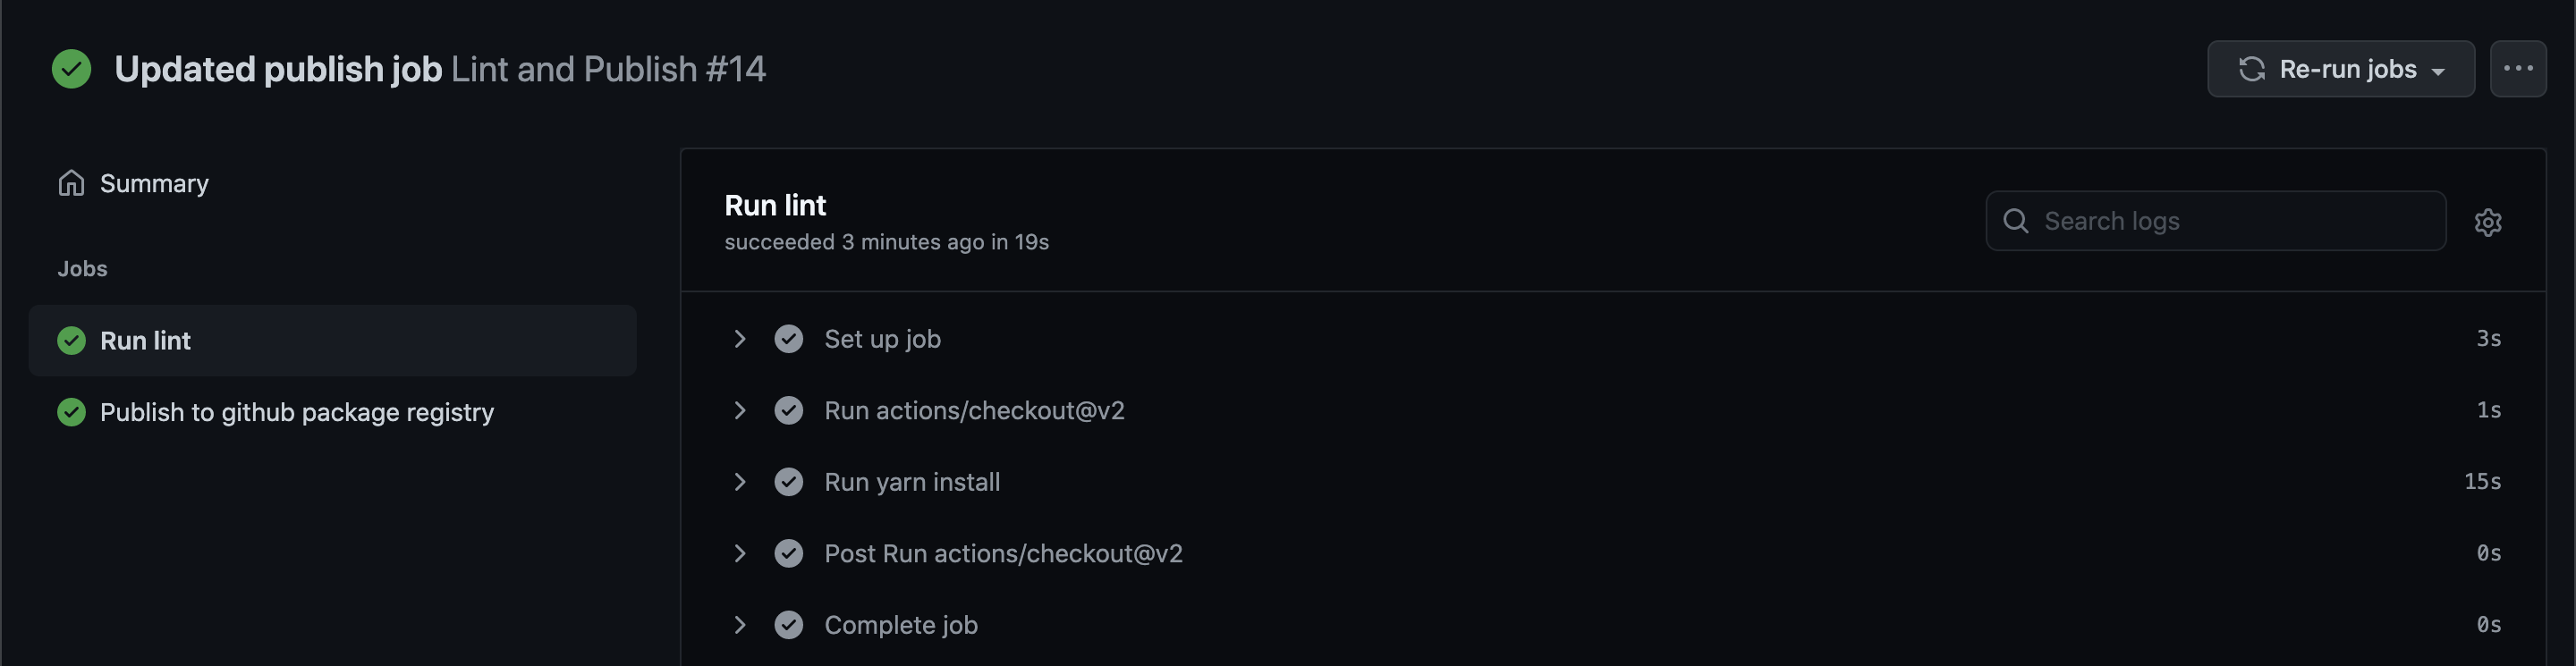 Updated publish job Lint and Publish #14
Re-run jobs
Summary
Jobs
Run lint
Publish to github package registry
Run lint
succeeded 3 minutes ago in 19s
Search logs
Set up job 3s
Run actions/checkout@v2 1s
Run yarn install 15s
Post Run actions/checkout@v2 0s
Complete job 0s